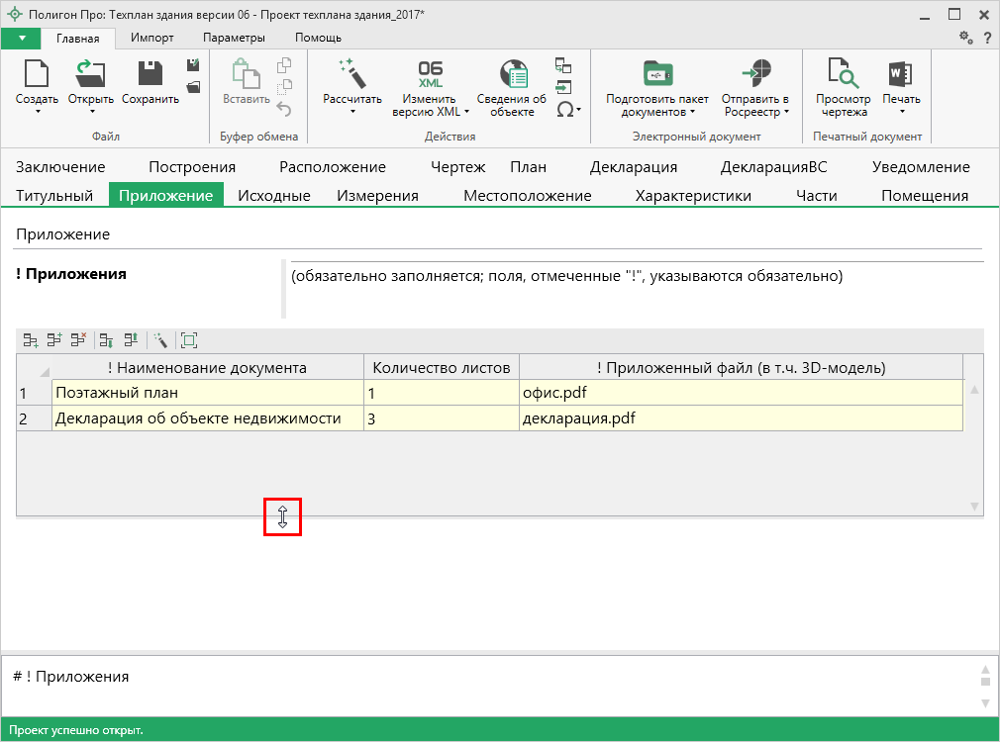 Полигон Про: Техплан здания версии 06 - Проект техплана здания_2017*
Главная Импорт Параметры Помощь ?
Создать Открыть Сохранить Вставить Рассчитать 06 XML Изменить версию XML Сведения об объекте Подготовить пакет документов Отправить в Росреестр Просмотр чертежа W Печать
Файл Буфер обмена Действия Электронный документ Печатный документ
Заключение Построения Расположение Чертеж План Декларация ДекларацияВС Уведомление
Титульный Приложение Исходные Измерения Местоположение Характеристики Части Помещения
Приложение
! Приложения (обязательно заполняется; поля, отмеченные "!", указываются обязательно)
! Наименование документа Количество листов ! Приложенный файл (в т.ч. 3D-модель)
1 Поэтажный план 1 офис.pdf
2 Декларация об объекте недвижимости 3 декларация.pdf
# ! Приложения
Проект успешно открыт.